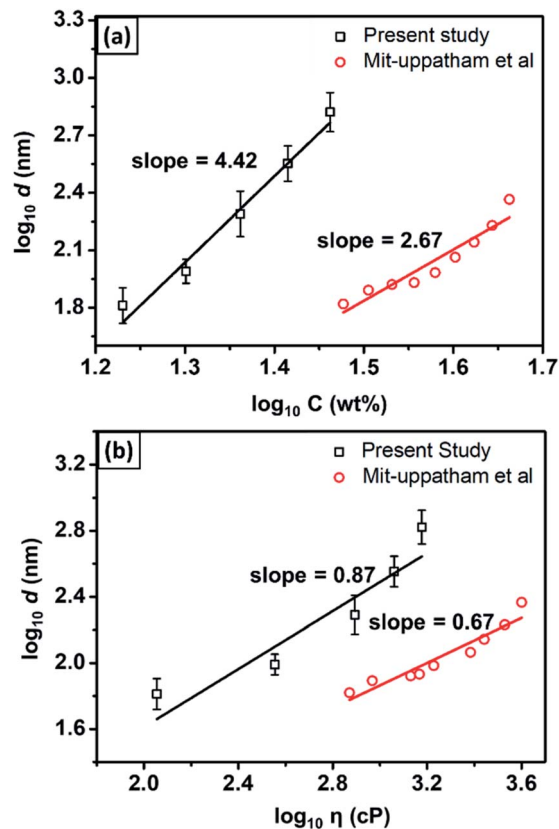 (a)
Present study
Mit-uppatham et al
slope = 4.42
slope = 2.67
log₁₀ d (nm)
3.3
3.0
2.7
2.4
2.1
1.8
1.2 1.3 1.4 1.5 1.6 1.7
log₁₀ C (wt%)
(b)
Present Study
Mit-uppatham et al
slope = 0.87
slope = 0.67
log₁₀ d (nm)
3.2
2.8
2.4
2.0
1.6
2.0 2.4 2.8 3.2 3.6
log₁₀ η (cP)